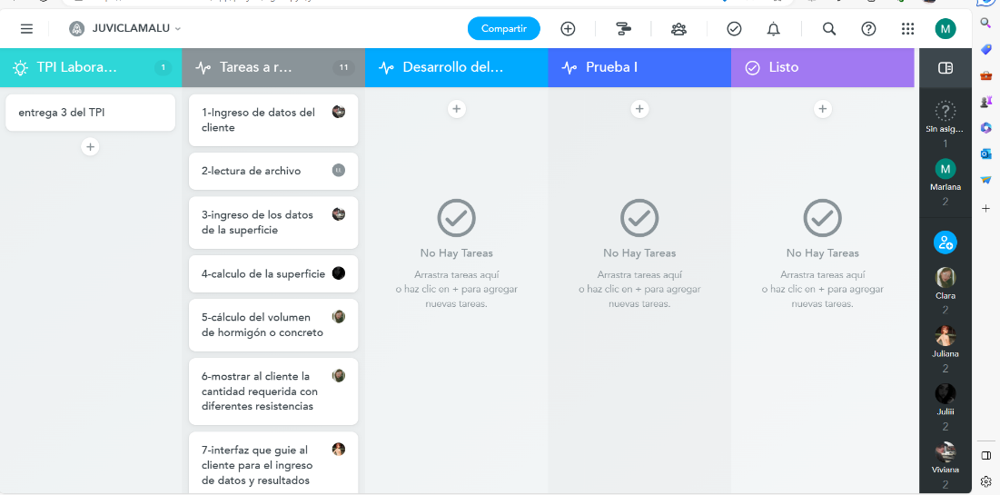 JUVICLAMALU
Compartir
M
TPI Labora...
1
Tareas a r...
11
Desarrollo del...
Prueba I
Listo
entrega 3 del TPI
1-Ingreso de datos del
cliente
2-lectura de archivo
3-ingreso de los datos
de la superficie
4-calculo de la superficie
5-cálculo del volumen
de hormigón o concreto
6-mostrar al cliente la
cantidad requerida con
diferentes resistencias
7-interfaz que guie al
cliente para el ingreso
de datos y resultados
No Hay Tareas
Arrastra tareas aquí
o haz clic en + para agregar
nuevas tareas.
No Hay Tareas
Arrastra tareas aquí
o haz clic en + para agregar
nuevas tareas.
No Hay Tareas
Arrastra tareas aquí
o haz clic en + para agregar
nuevas tareas.
Sin asig...
1
M
Mariana
2
Clara
2
Juliana
2
Juliii
2
Viviana
2